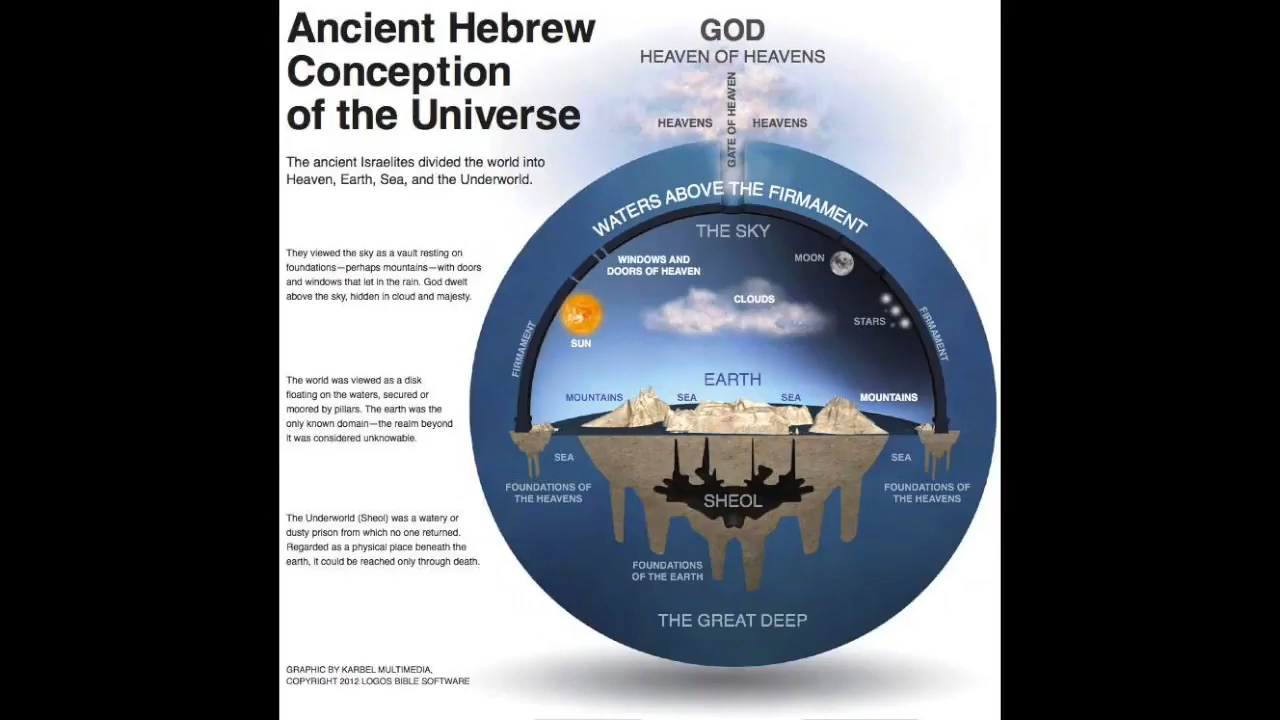 Ancient Hebrew
Conception
of the Universe
The ancient Israelites divided the world into
Heaven, Earth, Sea, and the Underworld.
They viewed the sky as a vault resting on
foundations—perhaps mountains—with doors
and windows that let in the rain. God dwelt
above the sky, hidden in cloud and majesty.
The world was viewed as a disk
floating on the waters, secured or
moored by pillars. The earth was the
only known domain—the realm beyond
it was considered unknowable.
The Underworld (Sheol) was a watery or
dusty prison from which no one returned.
Regarded as a physical place beneath the
earth, it could be reached only through death.
GRAPHIC BY KARBEL MULTIMEDIA,
COPYRIGHT 2012 LOGOS BIBLE SOFTWARE
GOD
HEAVEN OF HEAVENS
HEAVENS
GATE OF HEAVEN
HEAVENS
WATERS ABOVE THE FIRMAMENT
THE SKY
WINDOWS AND
DOORS OF HEAVEN
MOON
CLOUDS
STARS
SUN
FIRMAMENT
FIRMAMENT
EARTH
MOUNTAINS
SEA
SEA
MOUNTAINS
SEA
SEA
FOUNDATIONS OF
THE HEAVENS
FOUNDATIONS OF
THE HEAVENS
SHEOL
FOUNDATIONS
OF THE EARTH
THE GREAT DEEP